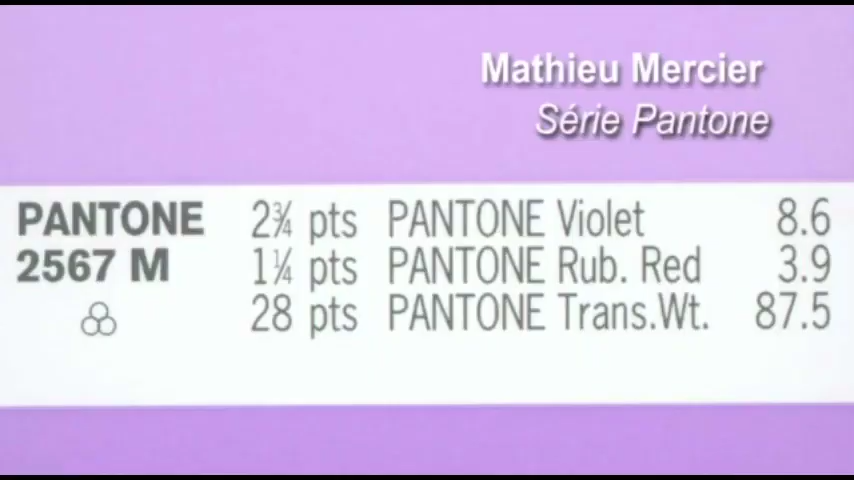 Mathieu Mercier
Série Pantone
PANTONE 2¾ pts PANTONE Violet 8.6
2567 M 1¼ pts PANTONE Rub. Red 3.9
28 pts PANTONE Trans.Wt. 87.5